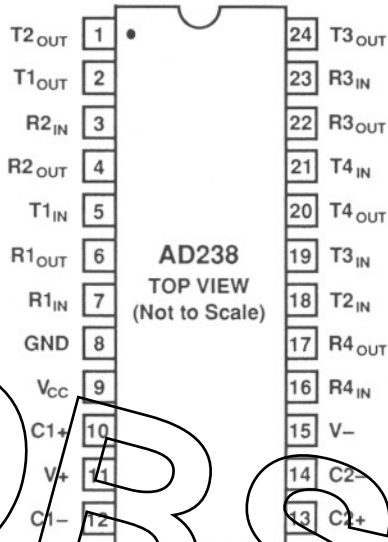 T2OUT 1 24 T3OUT
T1OUT 2 23 R3IN
R2IN 3 22 R3OUT
R2OUT 4 21 T4IN
T1IN 5 20 T4OUT
R1OUT 6 AD238 19 T3IN
TOP VIEW
R1IN 7 (Not to Scale) 18 T2IN
GND 8 17 R4OUT
VCC 9 16 R4IN
C1+ 10 15 V−
V+ 11 14 C2−
C1− 12 13 C2+